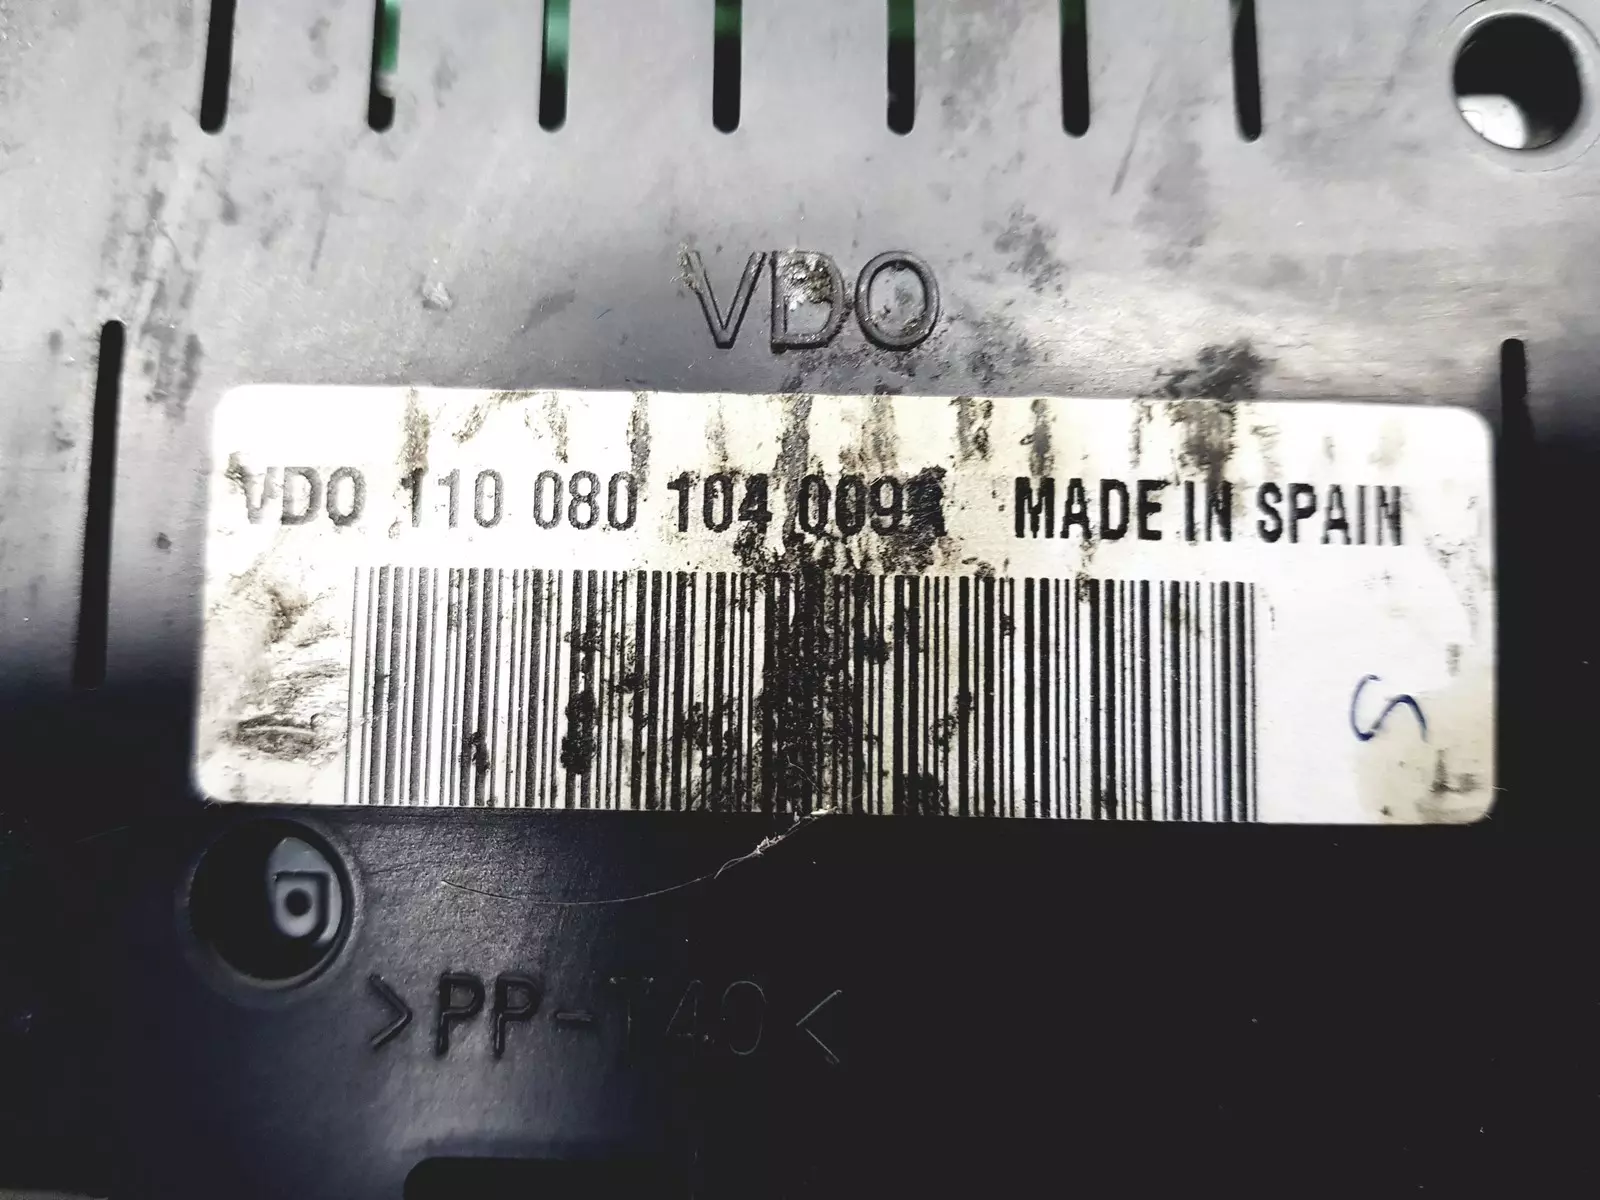 VDO
VDO 110 080 104 009 MADE IN SPAIN
>PP-T40<